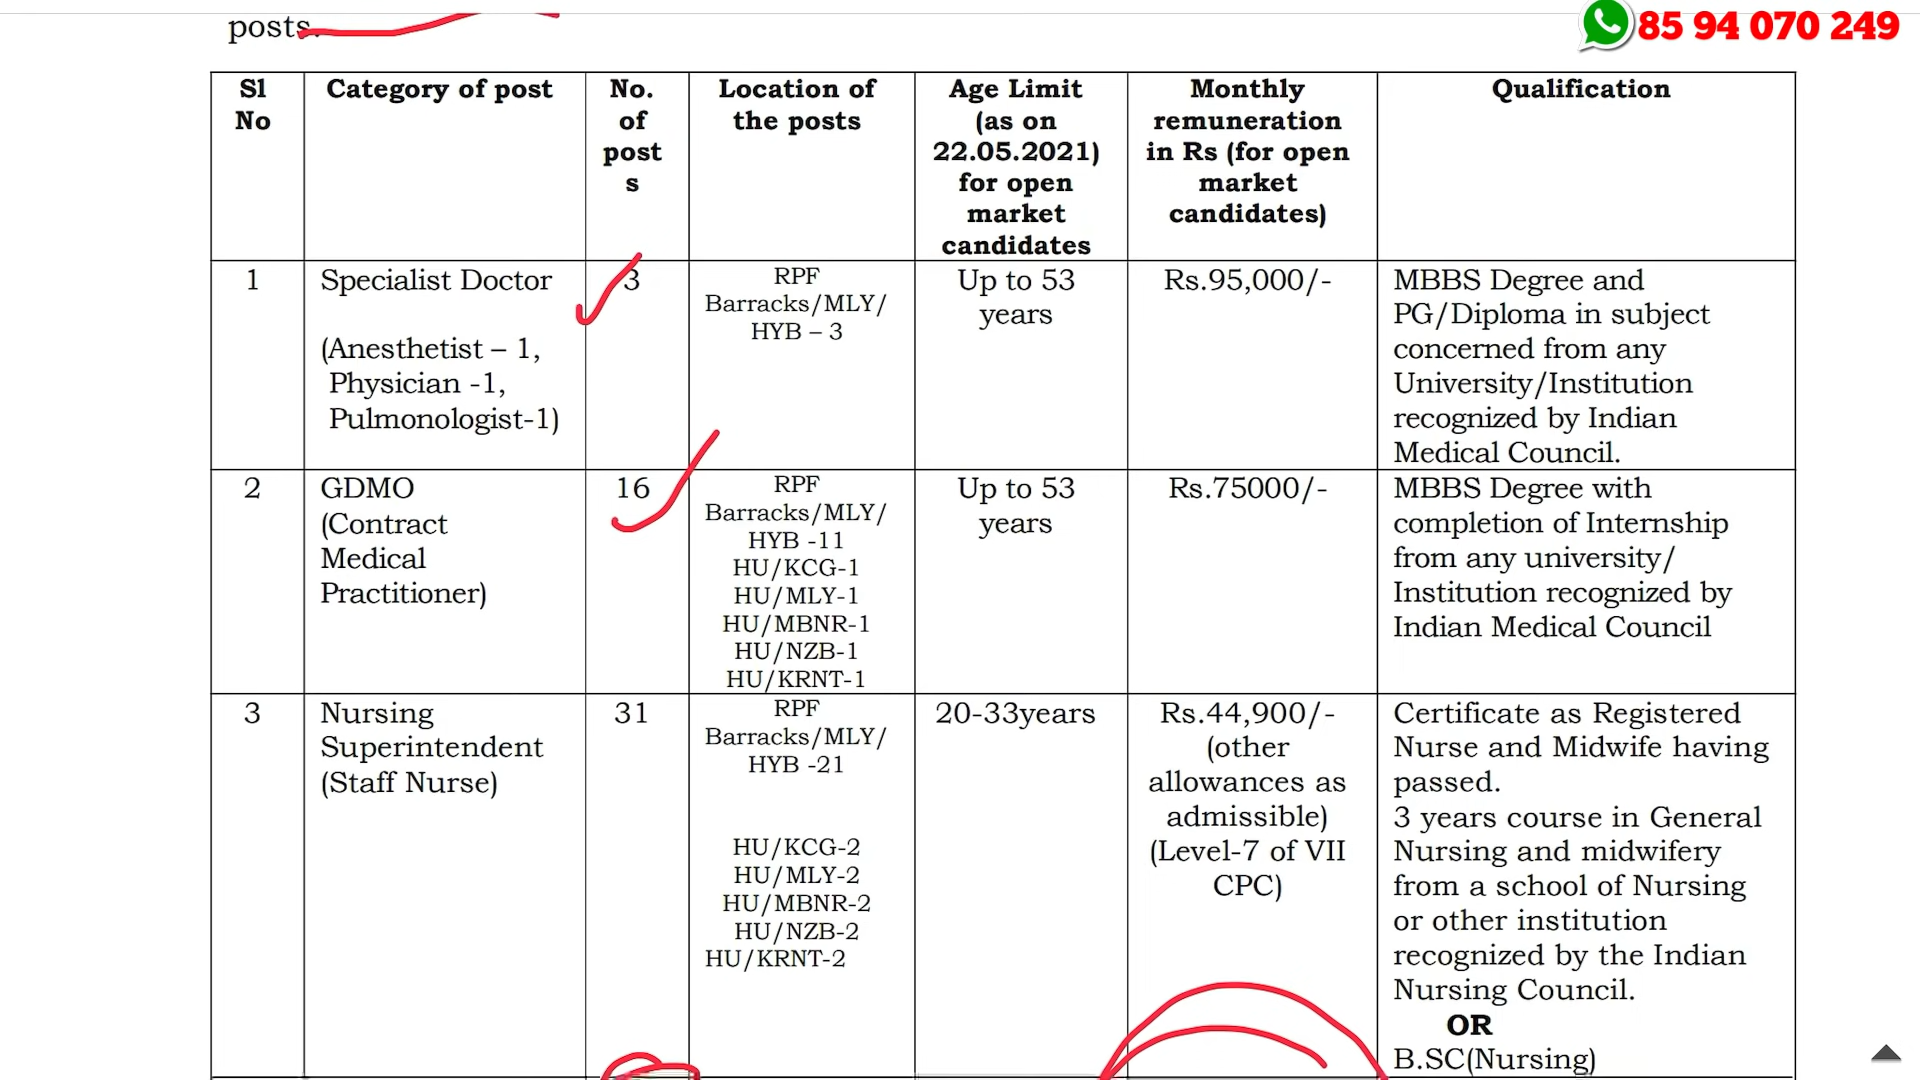 posts.
85 94 070 249
Sl
No
Category of post
No.
of
post
s
Location of
the posts
Age Limit
(as on
22.05.2021)
for open
market
candidates
Monthly
remuneration
in Rs (for open
market
candidates)
Qualification
1
Specialist Doctor
(Anesthetist – 1,
Physician -1,
Pulmonologist-1)
3
RPF
Barracks/MLY/
HYB – 3
Up to 53
years
Rs.95,000/-
MBBS Degree and
PG/Diploma in subject
concerned from any
University/Institution
recognized by Indian
Medical Council.
2
GDMO
(Contract
Medical
Practitioner)
16
RPF
Barracks/MLY/
HYB -11
HU/KCG-1
HU/MLY-1
HU/MBNR-1
HU/NZB-1
HU/KRNT-1
Up to 53
years
Rs.75000/-
MBBS Degree with
completion of Internship
from any university/
Institution recognized by
Indian Medical Council
3
Nursing
Superintendent
(Staff Nurse)
31
RPF
Barracks/MLY/
HYB -21
HU/KCG-2
HU/MLY-2
HU/MBNR-2
HU/NZB-2
HU/KRNT-2
20-33years
Rs.44,900/-
(other
allowances as
admissible)
(Level-7 of VII
CPC)
Certificate as Registered
Nurse and Midwife having
passed.
3 years course in General
Nursing and midwifery
from a school of Nursing
or other institution
recognized by the Indian
Nursing Council.
OR
B.SC(Nursing)